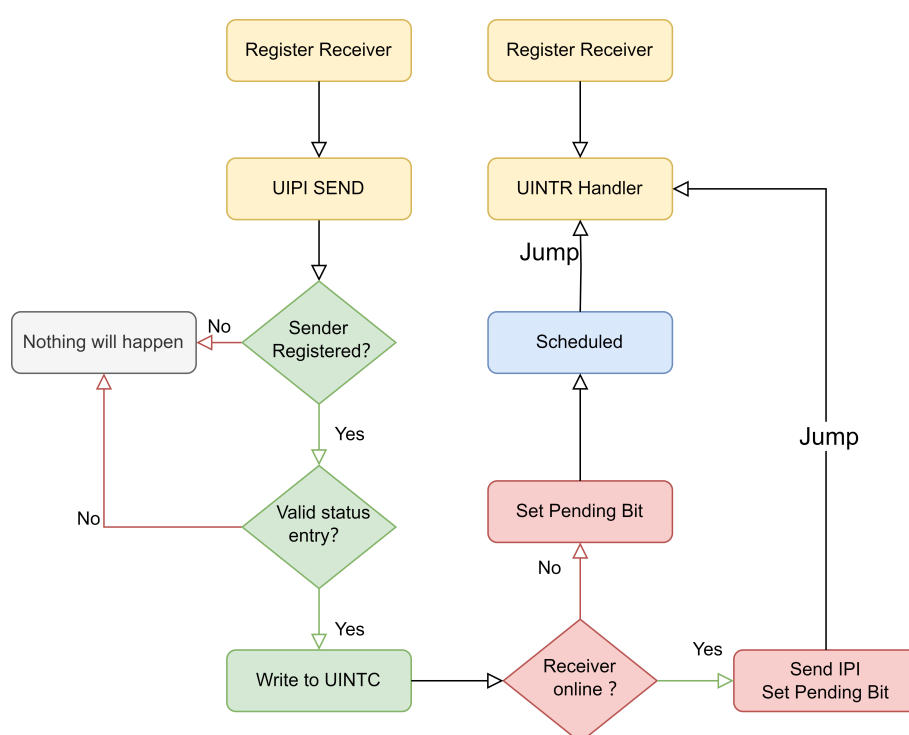 Register Receiver
Register Receiver
UIPI SEND
UINTR Handler
Jump
No
Nothing will happen
Sender
Registered?
Scheduled
Yes
Jump
No
Valid status
entry?
Set Pending Bit
No
Yes
Write to UINTC
Receiver
online ?
Yes
Send IPI
Set Pending Bit